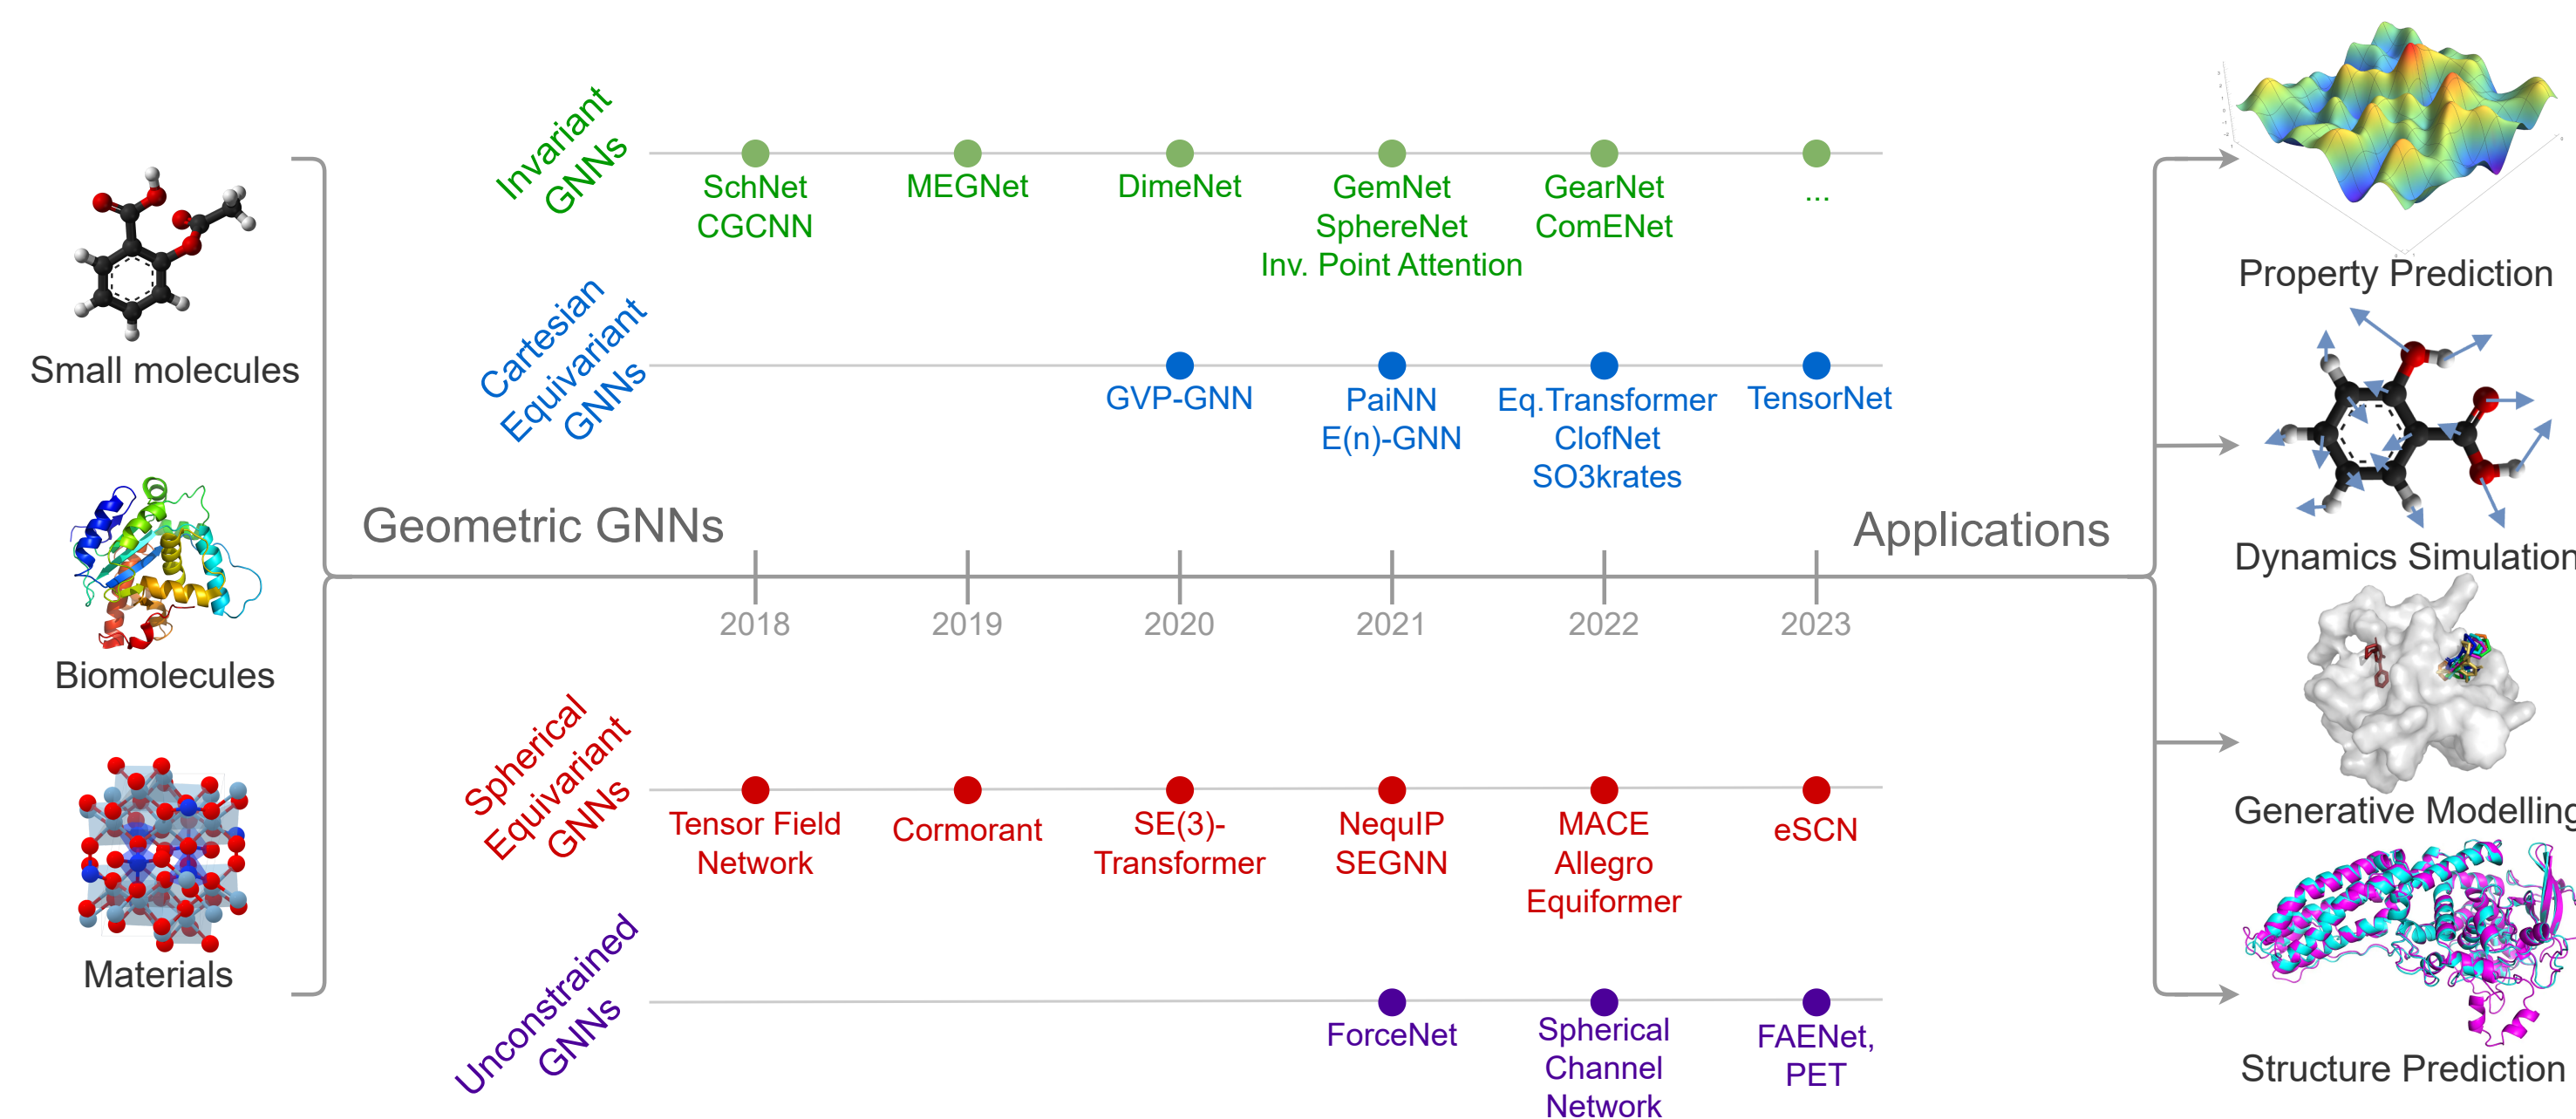 Invariant
GNNs
SchNet
CGCNN
MEGNet
DimeNet
GemNet
SphereNet
Inv. Point Attention
GearNet
ComENet
...
Cartesian
Equivariant
GNNs
GVP-GNN
PaiNN
E(n)-GNN
Eq.Transformer
ClofNet
SO3krates
TensorNet
Small molecules
Biomolecules
Materials
Geometric GNNs
2018
2019
2020
2021
2022
2023
Applications
Spherical
Equivariant
GNNs
Tensor Field
Network
Cormorant
SE(3)-
Transformer
NequIP
SEGNN
MACE
Allegro
Equiformer
eSCN
Unconstrained
GNNs
ForceNet
Spherical
Channel
Network
FAENet,
PET
Property Prediction
Dynamics Simulation
Generative Modelling
Structure Prediction